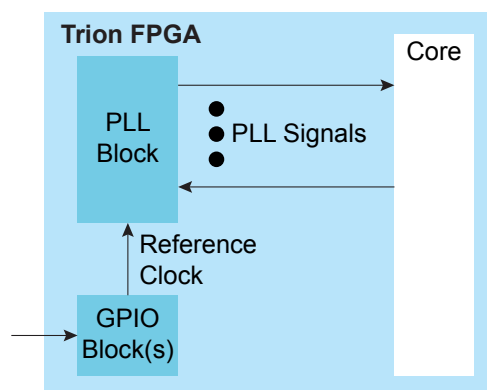 Trion FPGA
Core
PLL
Block
PLL Signals
Reference
Clock
GPIO
Block(s)